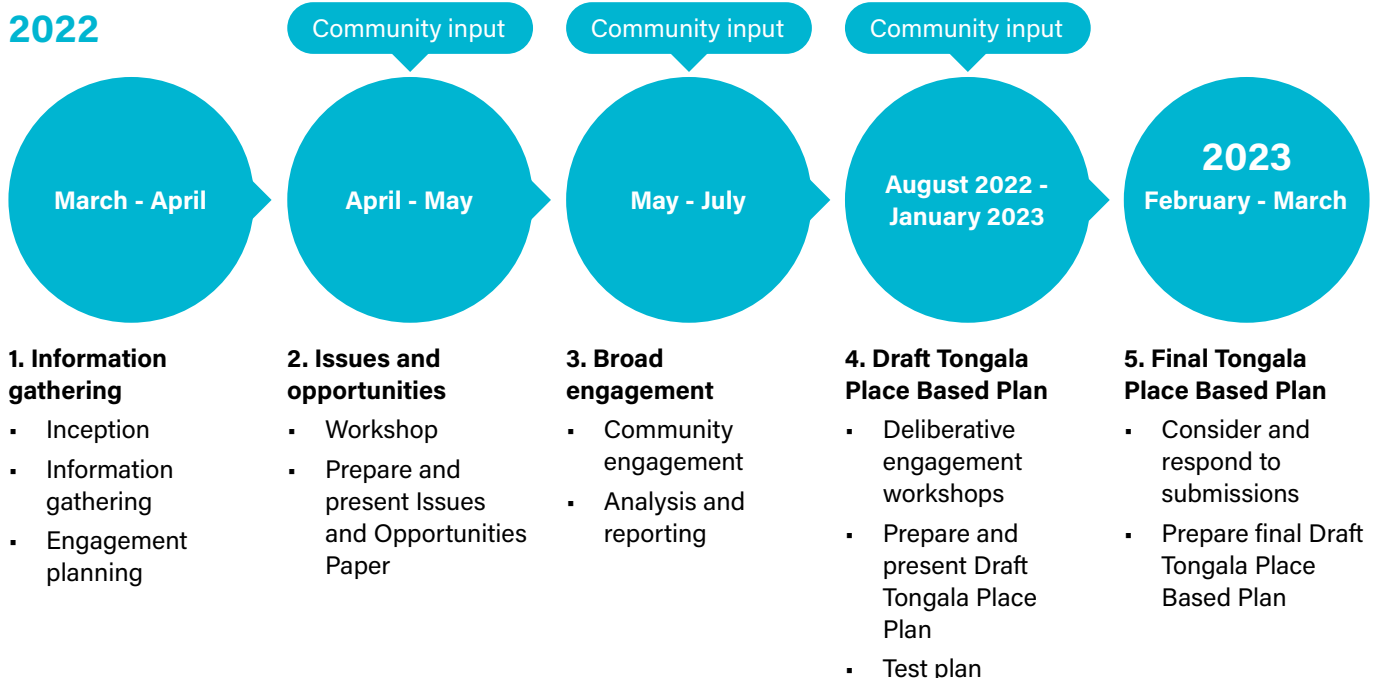 2022
Community input
Community input
Community input
March - April
April - May
May - July
August 2022 -
January 2023
2023
February - March
1. Information
gathering
▪ Inception
▪ Information
gathering
▪ Engagement
planning
2. Issues and
opportunities
▪ Workshop
▪ Prepare and
present Issues
and Opportunities
Paper
3. Broad
engagement
▪ Community
engagement
▪ Analysis and
reporting
4. Draft Tongala
Place Based Plan
▪ Deliberative
engagement
workshops
▪ Prepare and
present Draft
Tongala Place
Plan
▪ Test plan
5. Final Tongala
Place Based Plan
▪ Consider and
respond to
submissions
▪ Prepare final Draft
Tongala Place
Based Plan